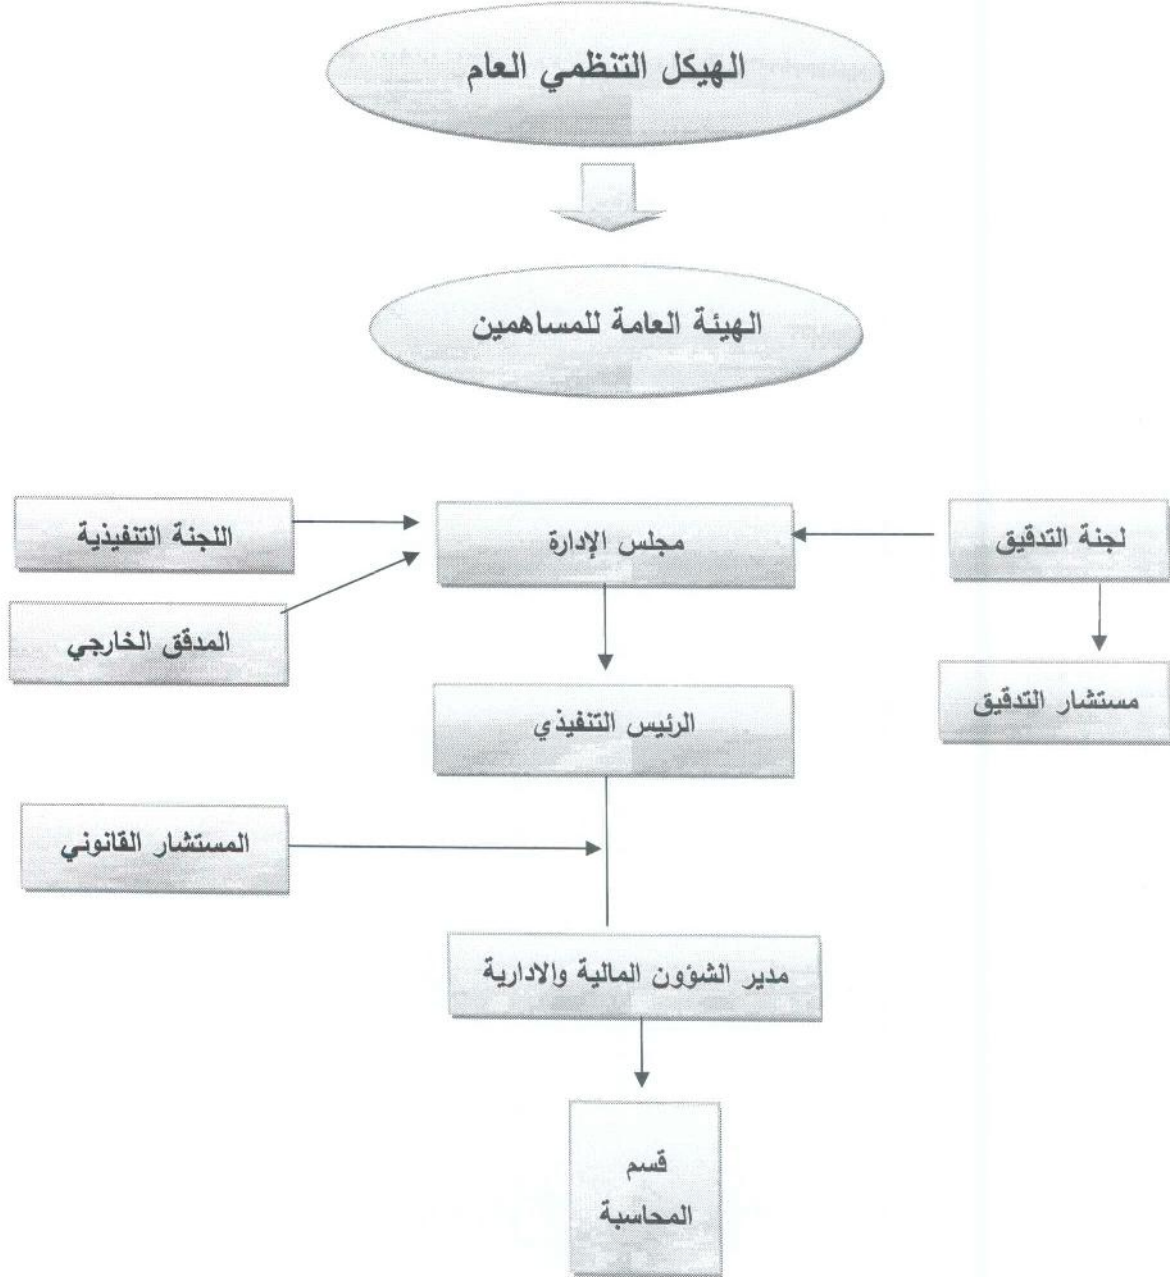 الهيكل التنظمي العام
الهيئة العامة للمساهمين
لجنة التدقيق
مجلس الإدارة
اللجنة التنفيذية
المدقق الخارجي
مستشار التدقيق
الرئيس التنفيذي
المستشار القانوني
مدير الشؤون المالية والادارية
قسم
المحاسبة